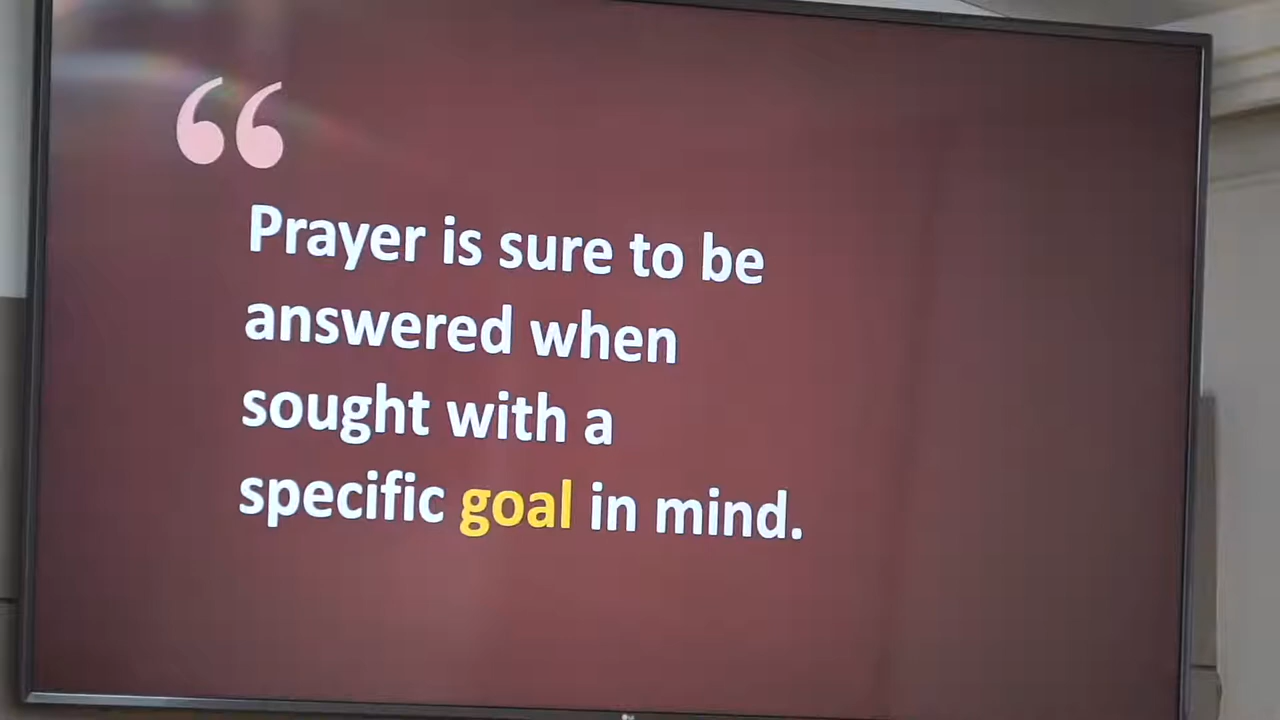 “
Prayer is sure to be
answered when
sought with a
specific goal in mind.